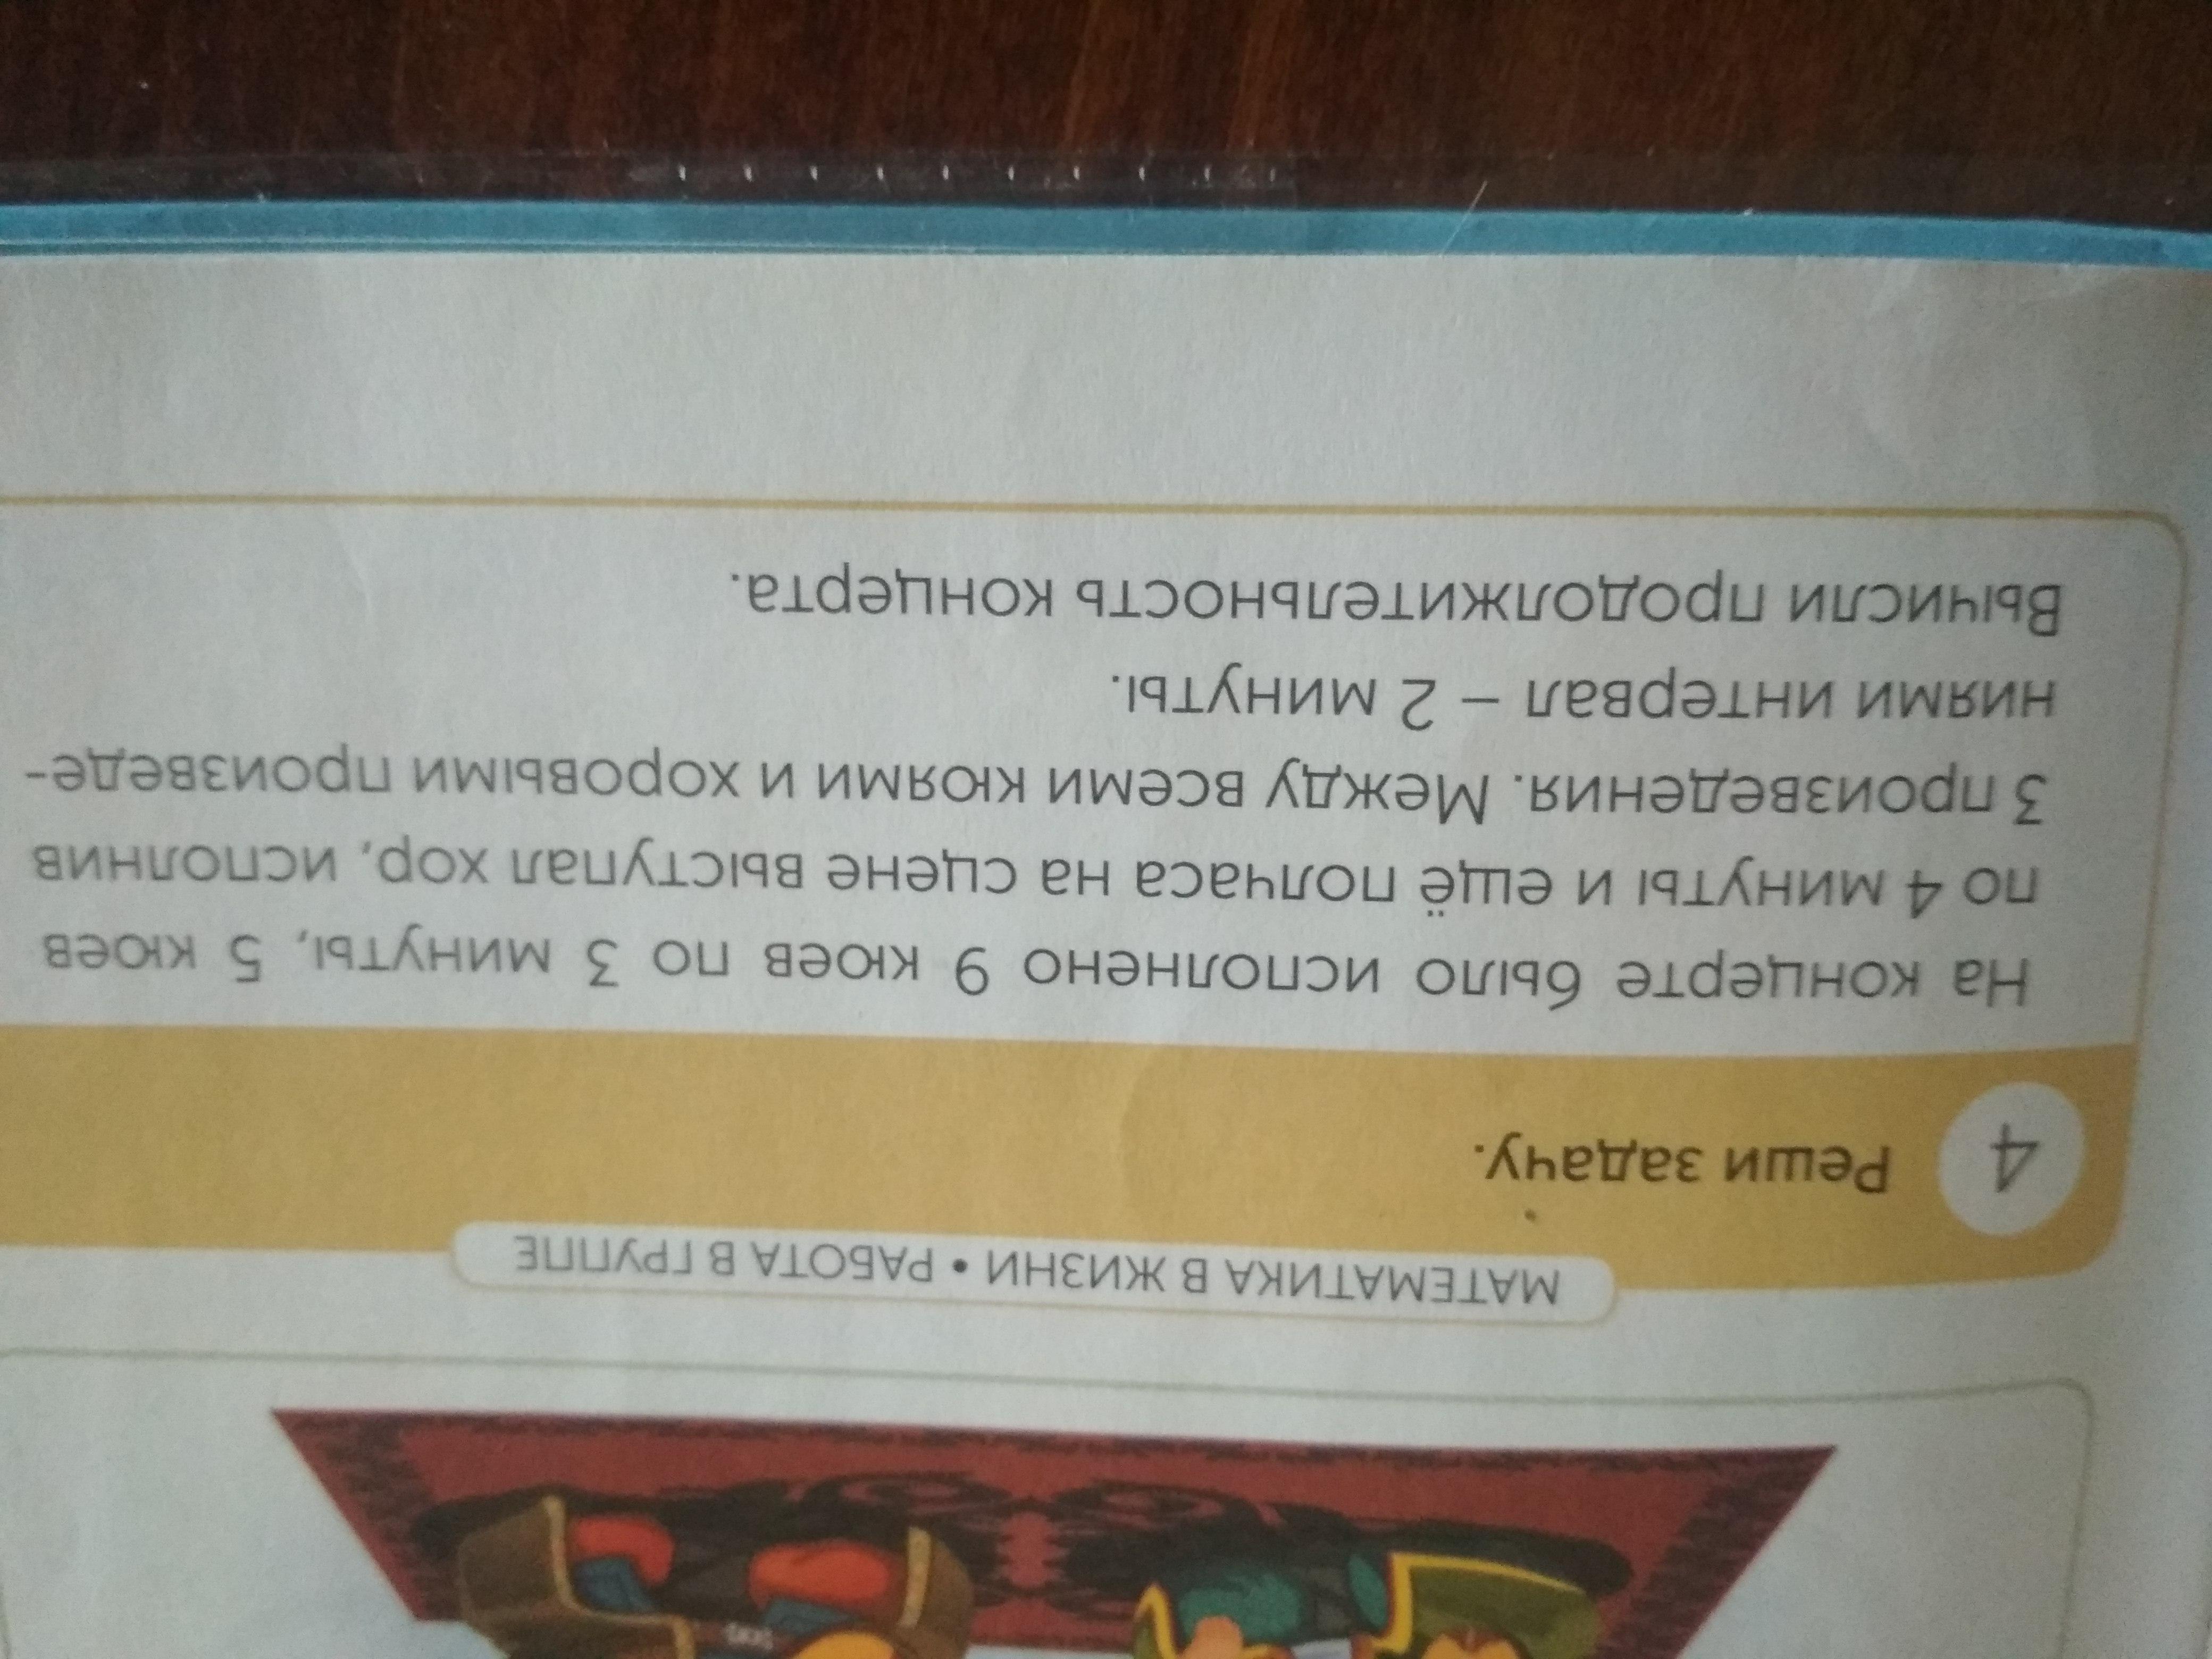 МАТЕМАТИКА В ЖИЗНИ • РАБОТА В ГРУППЕ
4 Реши задачу.
На концерте было исполнено 9 кюев по 3 минуты, 5 кюев
по 4 минуты и ещё полчаса на сцене выступал хор, исполнив
3 произведения. Между всеми кюями и хоровыми произведе-
ниями интервал – 2 минуты.
Вычисли продолжительность концерта.